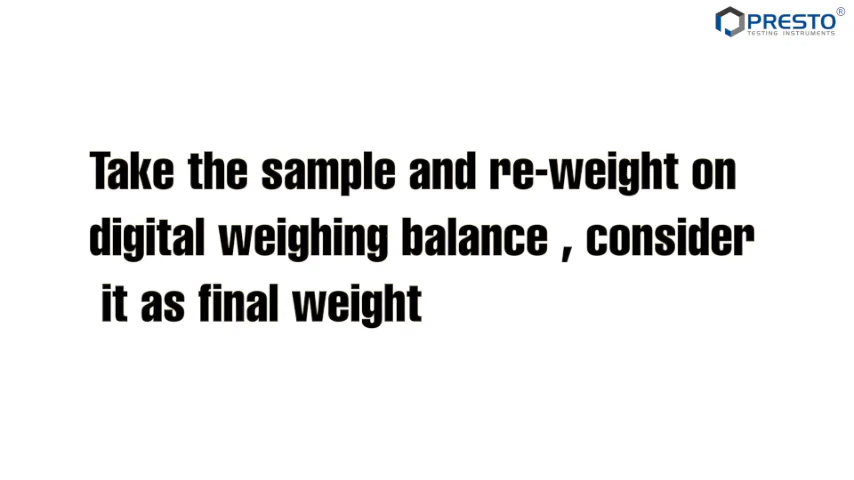 PRESTO®
TESTING INSTRUMENTS
Take the sample and re-weight on
digital weighing balance , consider
it as final weight